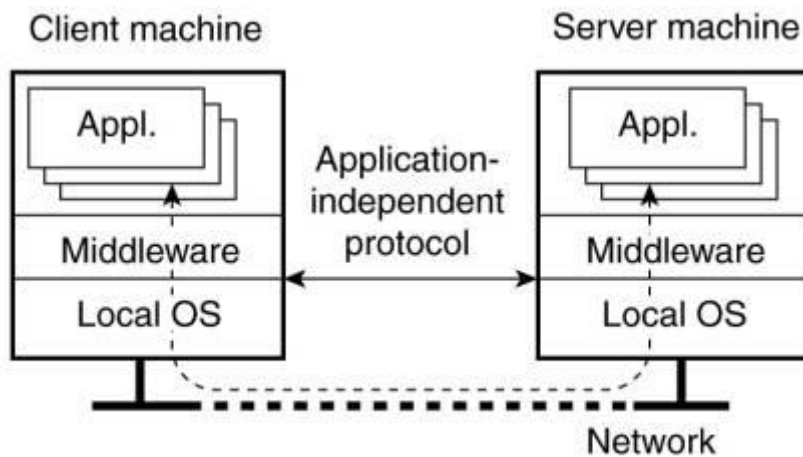 Client machine
Server machine
Appl.
Appl.
Application-
independent
protocol
Middleware
Middleware
Local OS
Local OS
Network